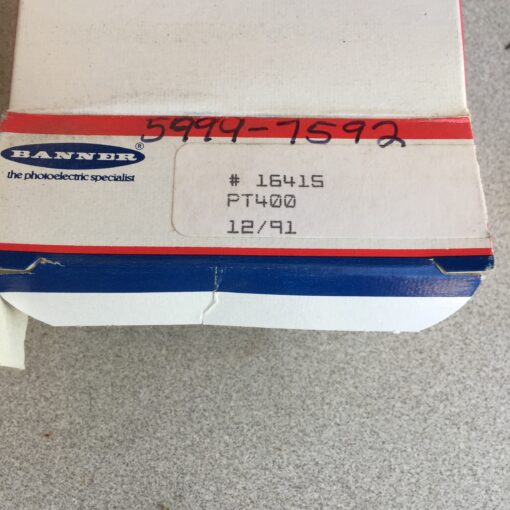 5994-7592
BANNER®
the photoelectric specialist
# 16415
PT400
12/91